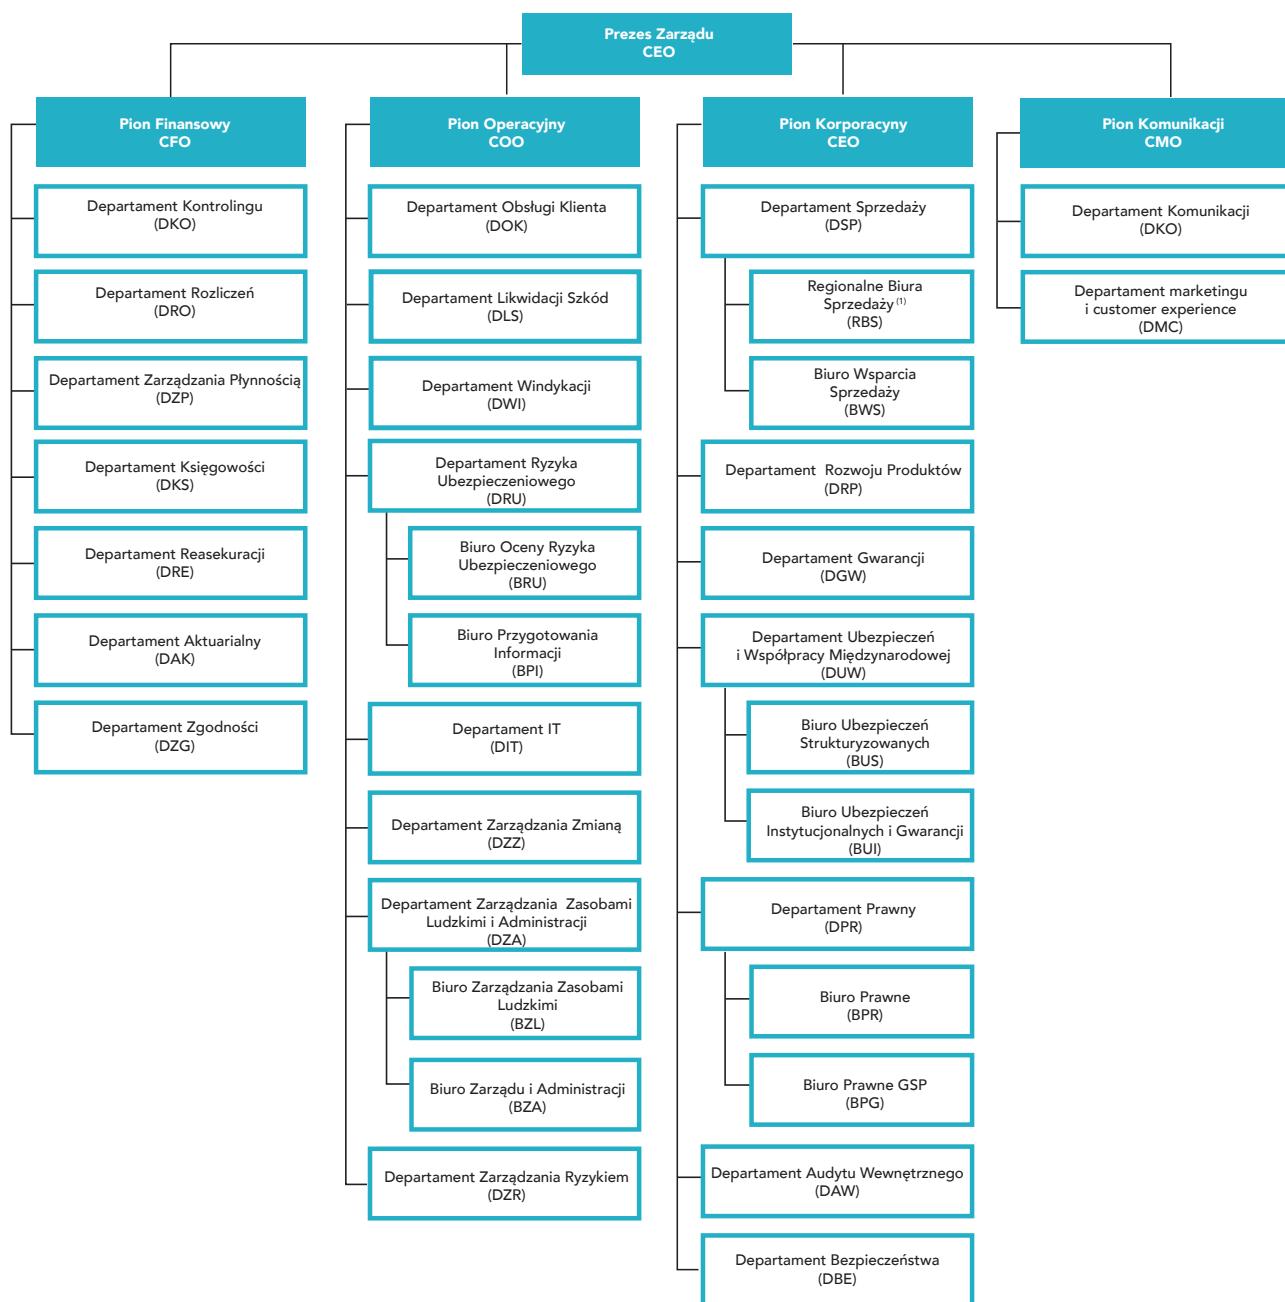 Prezes Zarządu
CEO
Pion Finansowy
CFO
Departament Kontrolingu
(DKO)
Departament Rozliczeń
(DRO)
Departament Zarządzania Płynnością
(DZP)
Departament Księgowości
(DKS)
Departament Reasekuracji
(DRE)
Departament Aktuarialny
(DAK)
Departament Zgodności
(DZG)
Pion Operacyjny
COO
Departament Obsługi Klienta
(DOK)
Departament Likwidacji Szkód
(DLS)
Departament Windykacji
(DWI)
Departament Ryzyka
Ubezpieczeniowego
(DRU)
Biuro Oceny Ryzyka
Ubezpieczeniowego
(BRU)
Biuro Przygotowania
Informacji
(BPI)
Departament IT
(DIT)
Departament Zarządzania Zmianą
(DZZ)
Departament Zarządzania Zasobami
Ludzkimi i Administracji
(DZA)
Biuro Zarządzania Zasobami
Ludzkimi
(BZL)
Biuro Zarządu i Administracji
(BZA)
Departament Zarządzania Ryzykiem
(DZR)
Pion Korporacyny
CEO
Departament Sprzedaży
(DSP)
Regionalne Biura
Sprzedaży (1)
(RBS)
Biuro Wsparcia
Sprzedaży
(BWS)
Departament Rozwoju Produktów
(DRP)
Departament Gwarancji
(DGW)
Departament Ubezpieczeń
i Współpracy Międzynarodowej
(DUW)
Biuro Ubezpieczeń
Strukturyzowanych
(BUS)
Biuro Ubezpieczeń
Instytucjonalnych i Gwarancji
(BUI)
Departament Prawny
(DPR)
Biuro Prawne
(BPR)
Biuro Prawne GSP
(BPG)
Departament Audytu Wewnętrznego
(DAW)
Departament Bezpieczeństwa
(DBE)
Pion Komunikacji
CMO
Departament Komunikacji
(DKO)
Departament marketingu
i customer experience
(DMC)